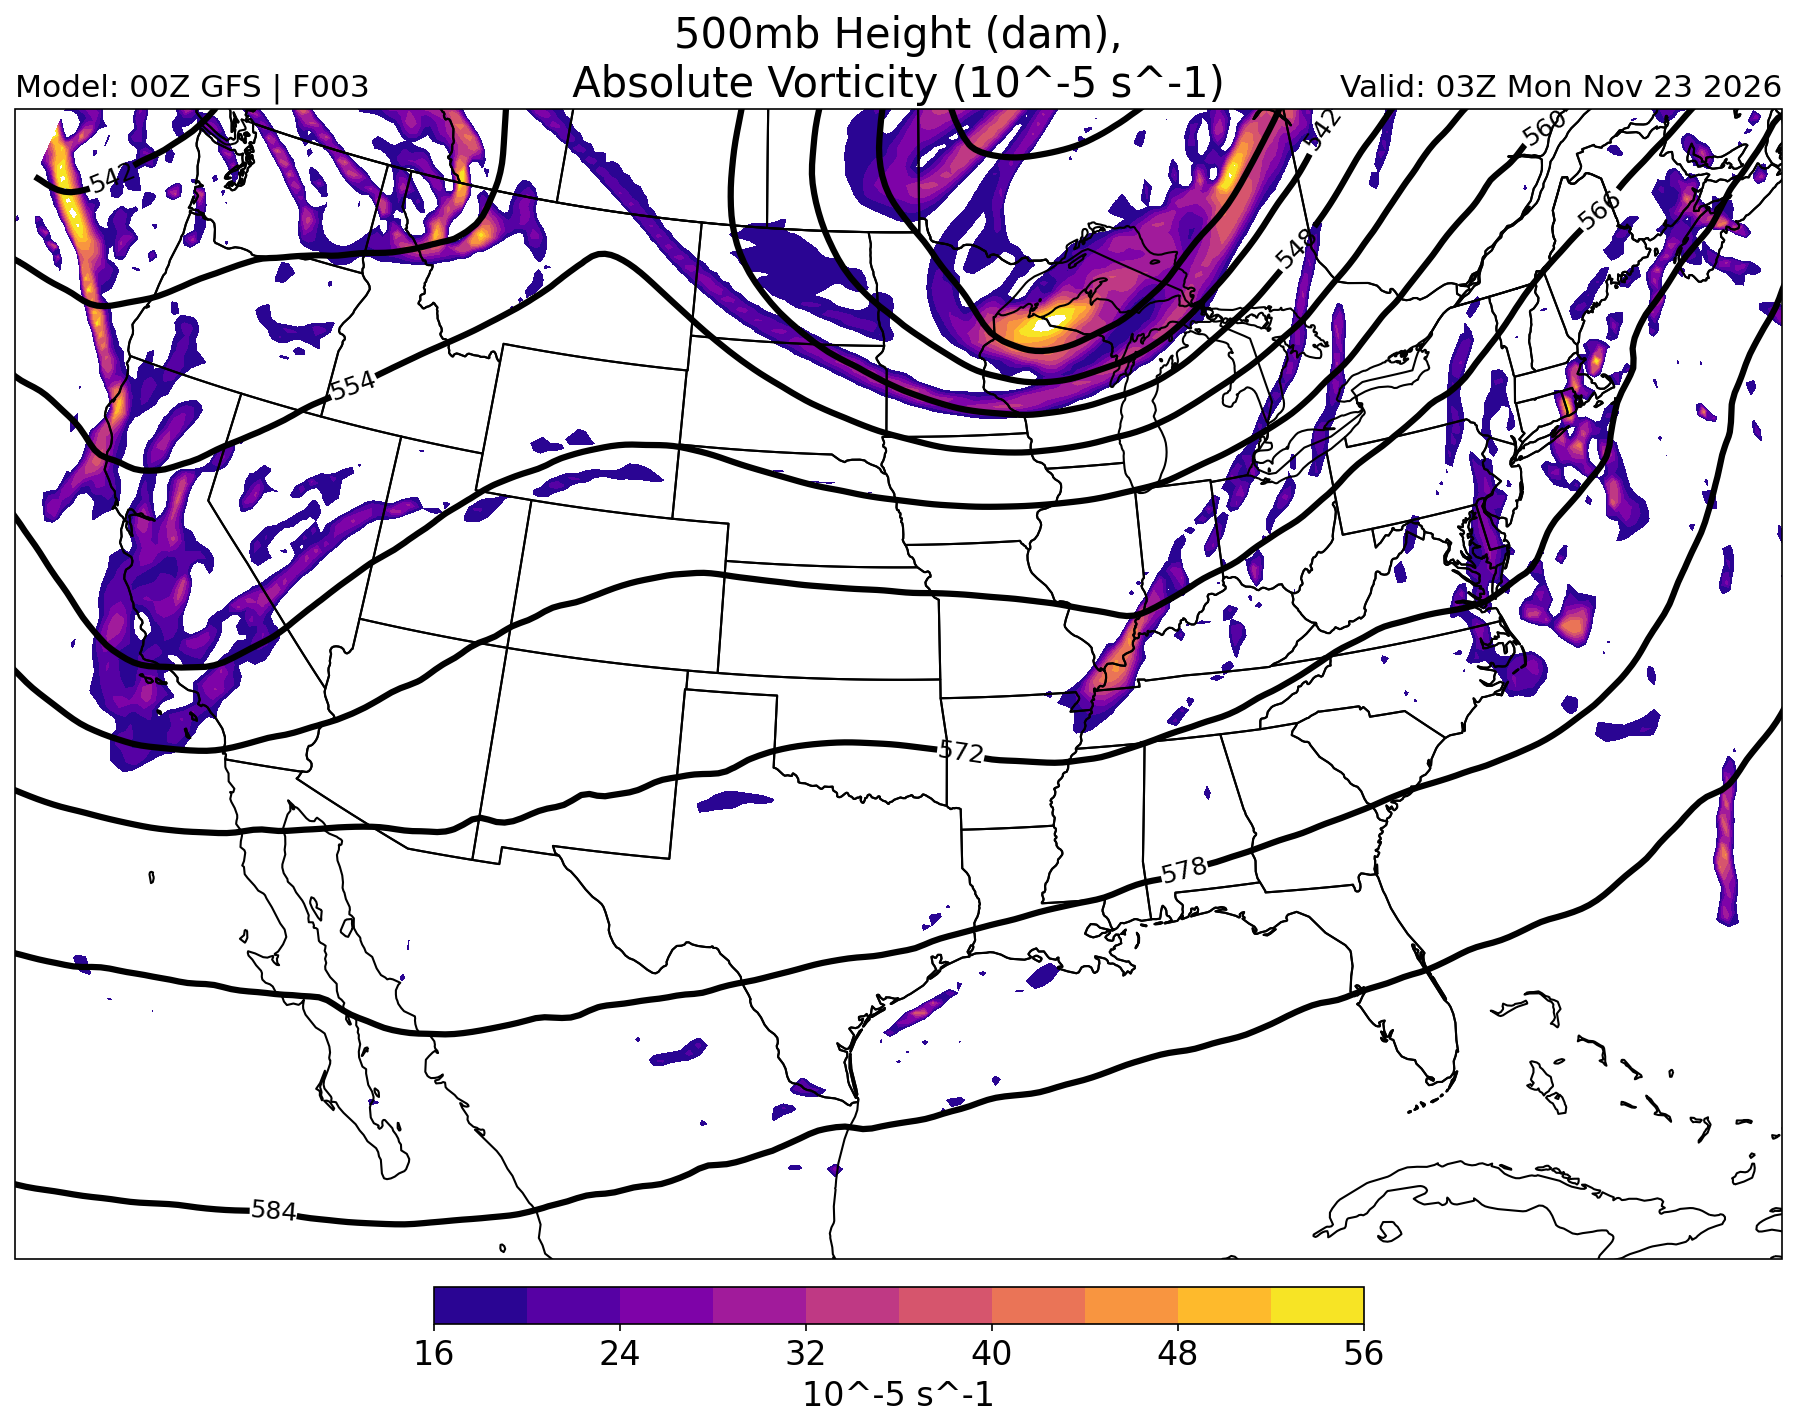 500mb Height (dam),
Absolute Vorticity (10^-5 s^-1)
Model: 00Z GFS | F003
Valid: 03Z Mon Nov 23 2026
542
542
560
566
548
554
572
578
584
16 24 32 40 48 56
10^-5 s^-1